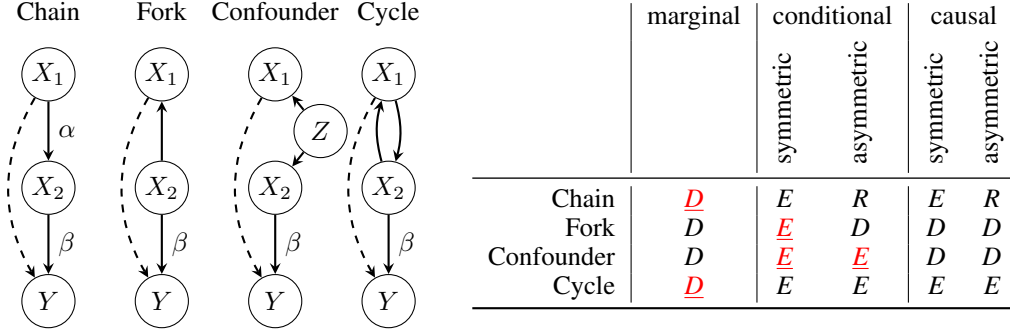 Chain Fork Confounder Cycle
X1 X1 X1 X1
α Z
X2 X2 X2 X2
β β β β
Y Y Y Y
marginal conditional causal
symmetric asymmetric symmetric asymmetric
Chain D E R E R
Fork D E D D D
Confounder D E E D D
Cycle D E E E E